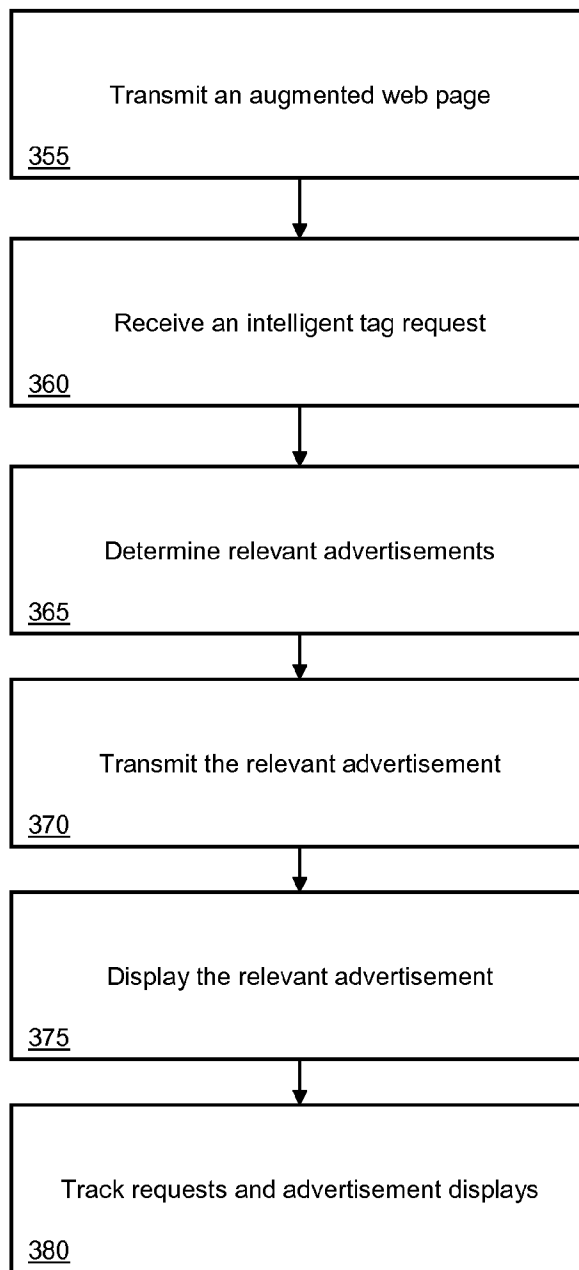 Transmit an augmented web page
355
Receive an intelligent tag request
360
Determine relevant advertisements
365
Transmit the relevant advertisement
370
Display the relevant advertisement
375
Track requests and advertisement displays
380